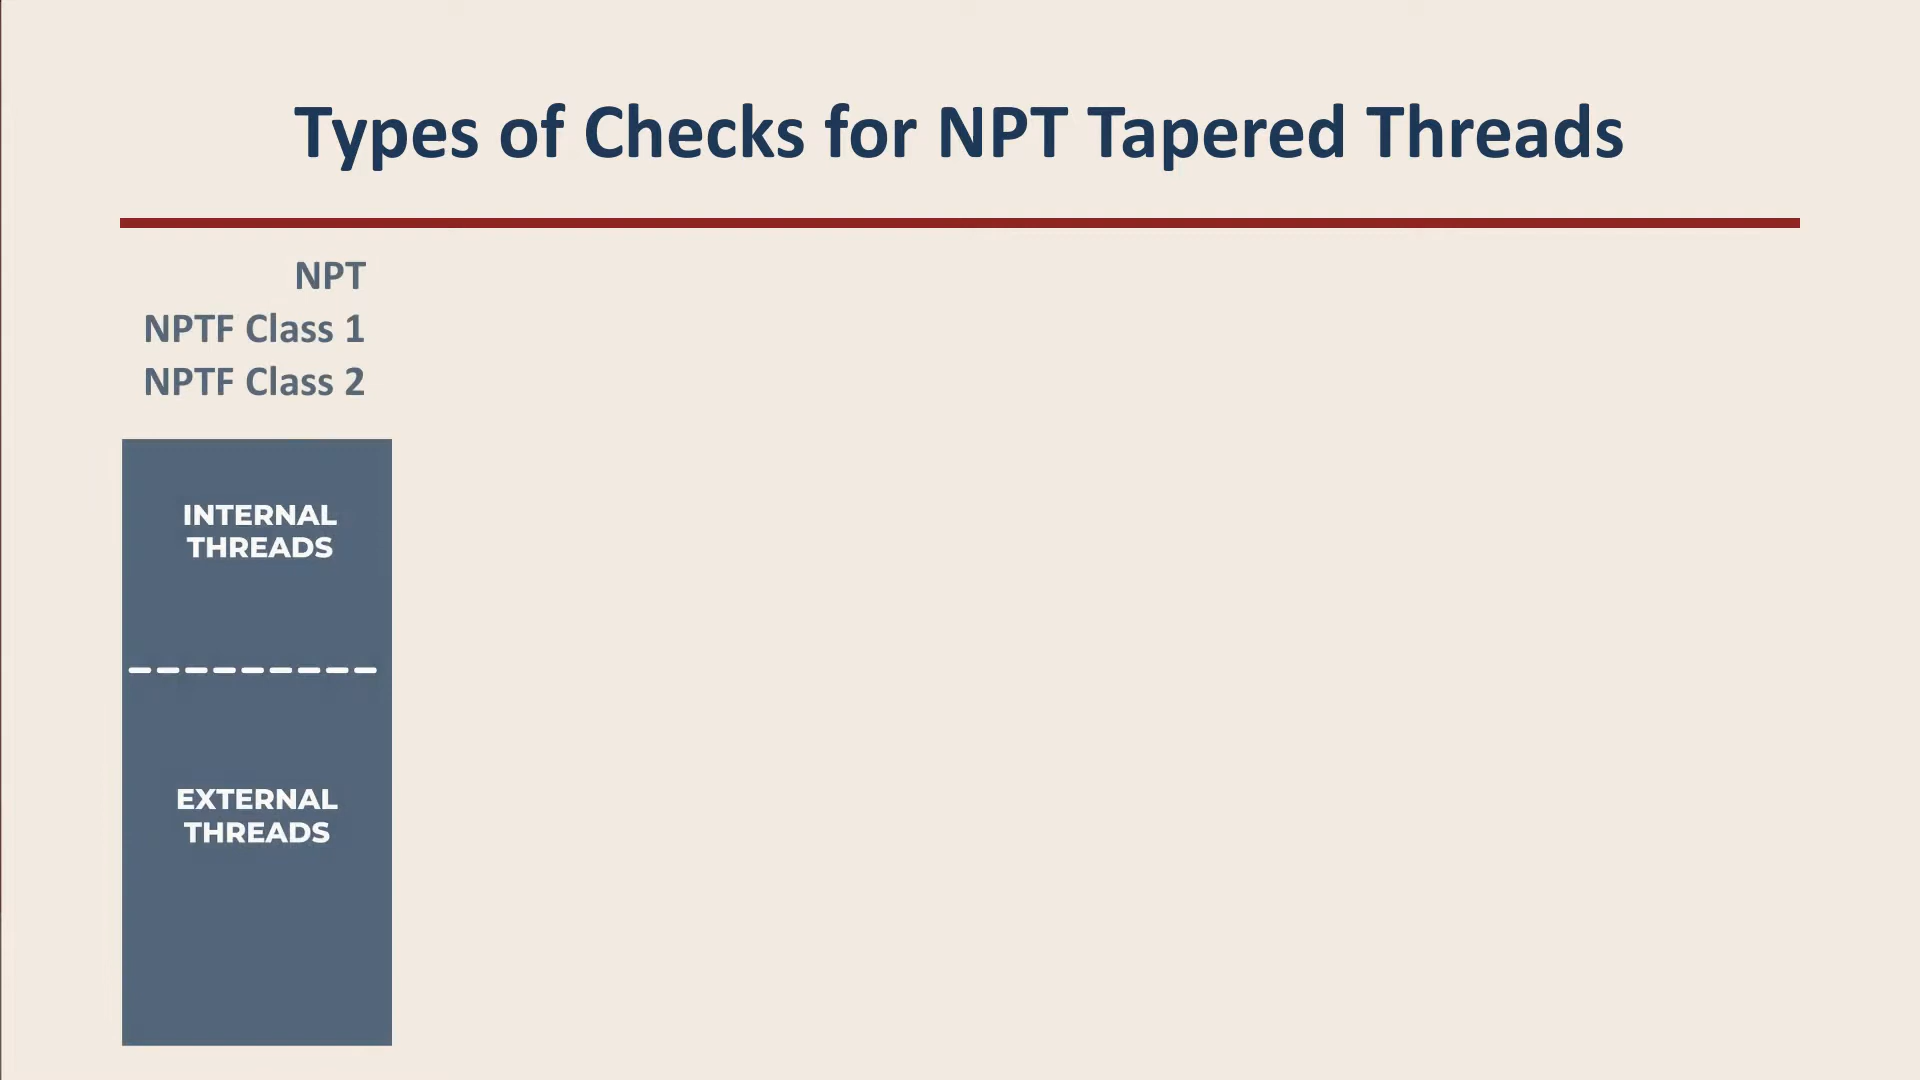 Types of Checks for NPT Tapered Threads
NPT
NPTF Class 1
NPTF Class 2
INTERNAL
THREADS
EXTERNAL
THREADS